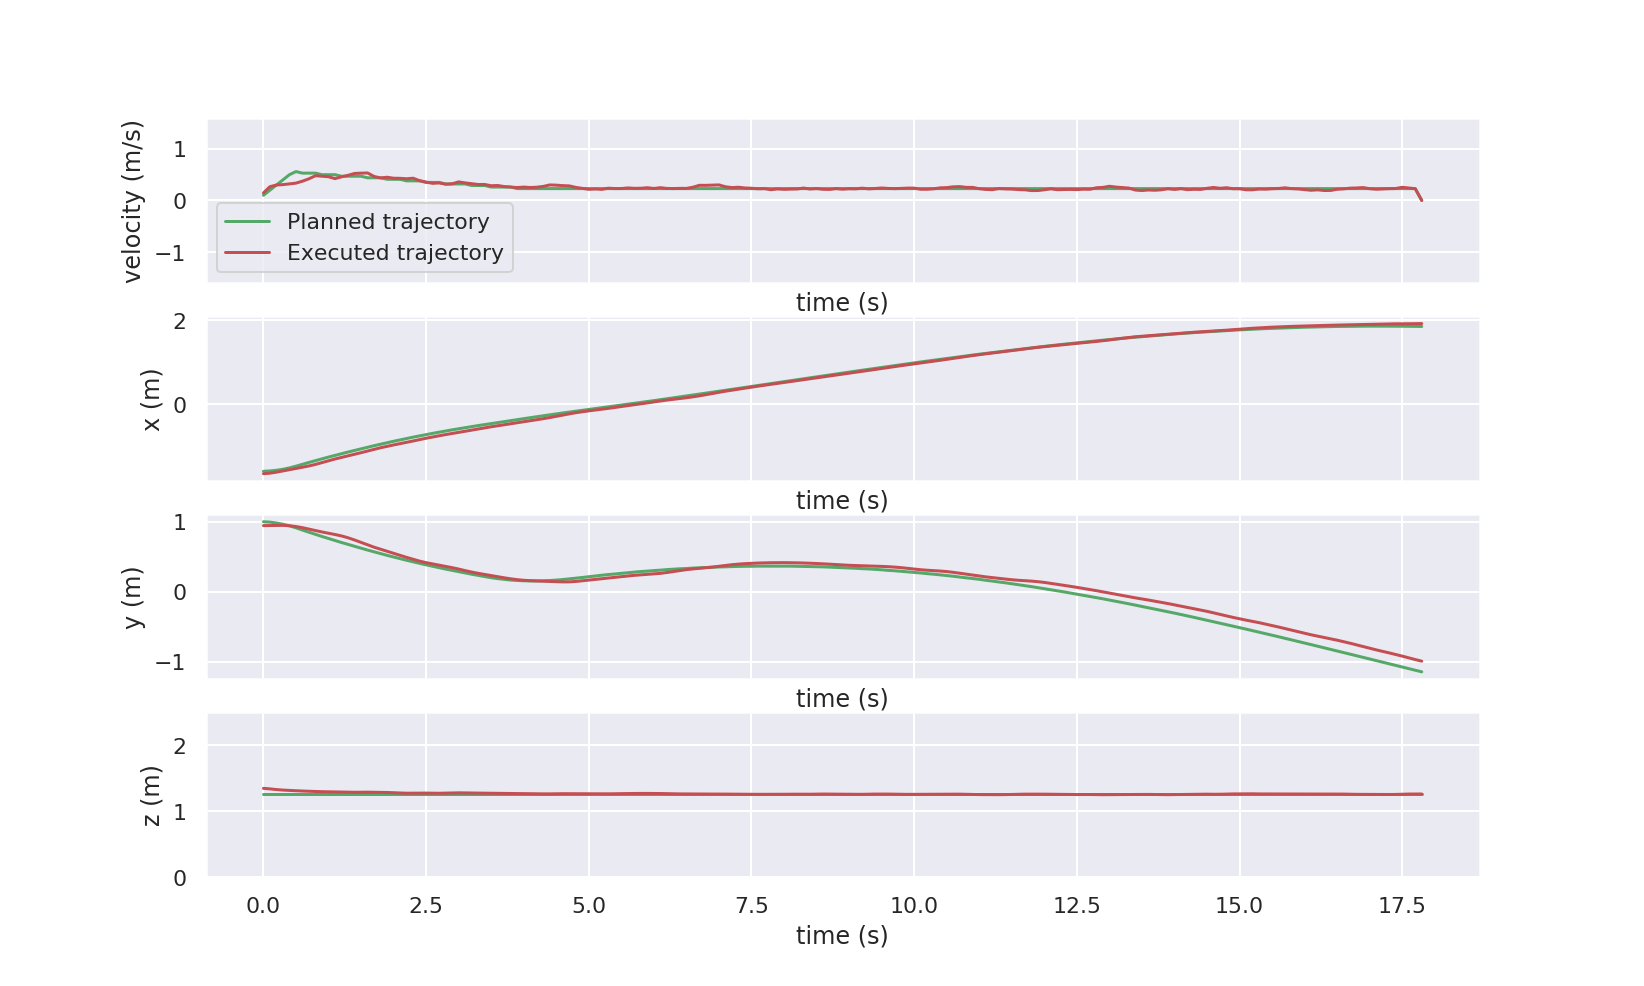 velocity (m/s)
1
0
−1
Planned trajectory
Executed trajectory
time (s)
x (m)
2
0
time (s)
y (m)
1
0
−1
time (s)
z (m)
2
1
0
0.0 2.5 5.0 7.5 10.0 12.5 15.0 17.5
time (s)